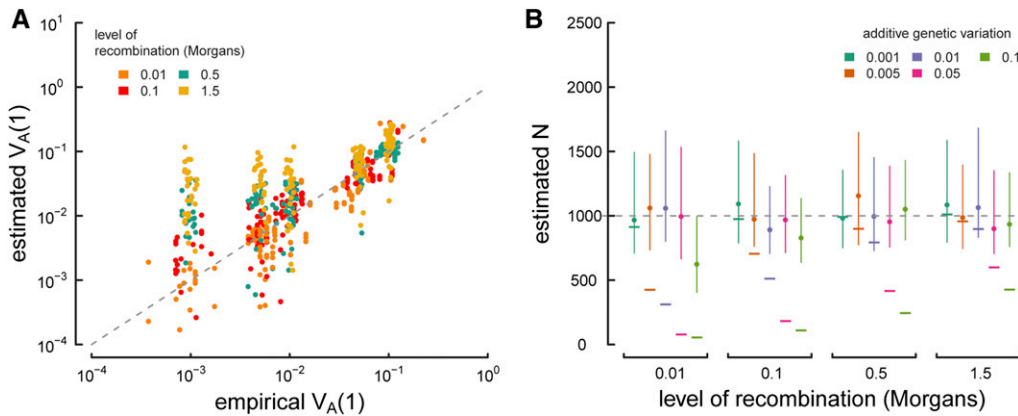 A
level of
recombination (Morgans)
0.01 0.5
0.1 1.5
10^1
10^0
10^-1
10^-2
10^-3
10^-4
estimated V_A(1)
10^-4 10^-3 10^-2 10^-1 10^0
empirical V_A(1)
B
additive genetic variation
0.001 0.01 0.1
0.005 0.05
2500
2000
1500
1000
500
0
estimated N
0.01 0.1 0.5 1.5
level of recombination (Morgans)